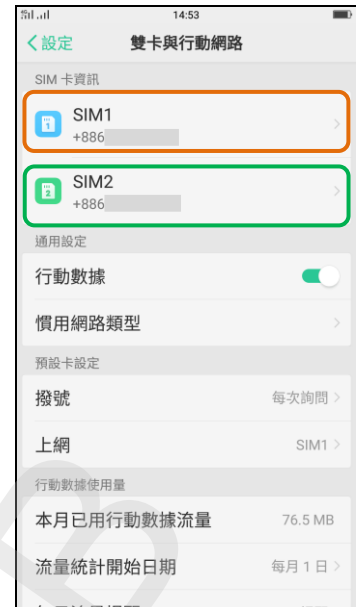 14:53
設定 雙卡與行動網路
SIM 卡資訊
1
SIM1
+886
2
SIM2
+886
通用設定
行動數據
慣用網路類型
預設卡設定
撥號 每次詢問
上網 SIM1
行動數據使用量
本月已用行動數據流量 76.5 MB
流量統計開始日期 每月 1 日